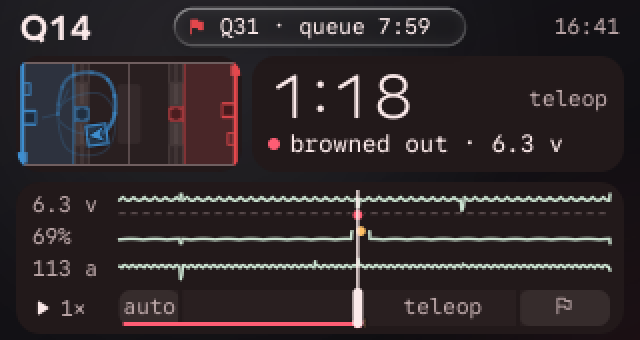 Q14
Q31 · queue 7:59
16:41
1:18
teleop
browned out · 6.3 v
6.3 v
69%
113 a
1×
auto
teleop